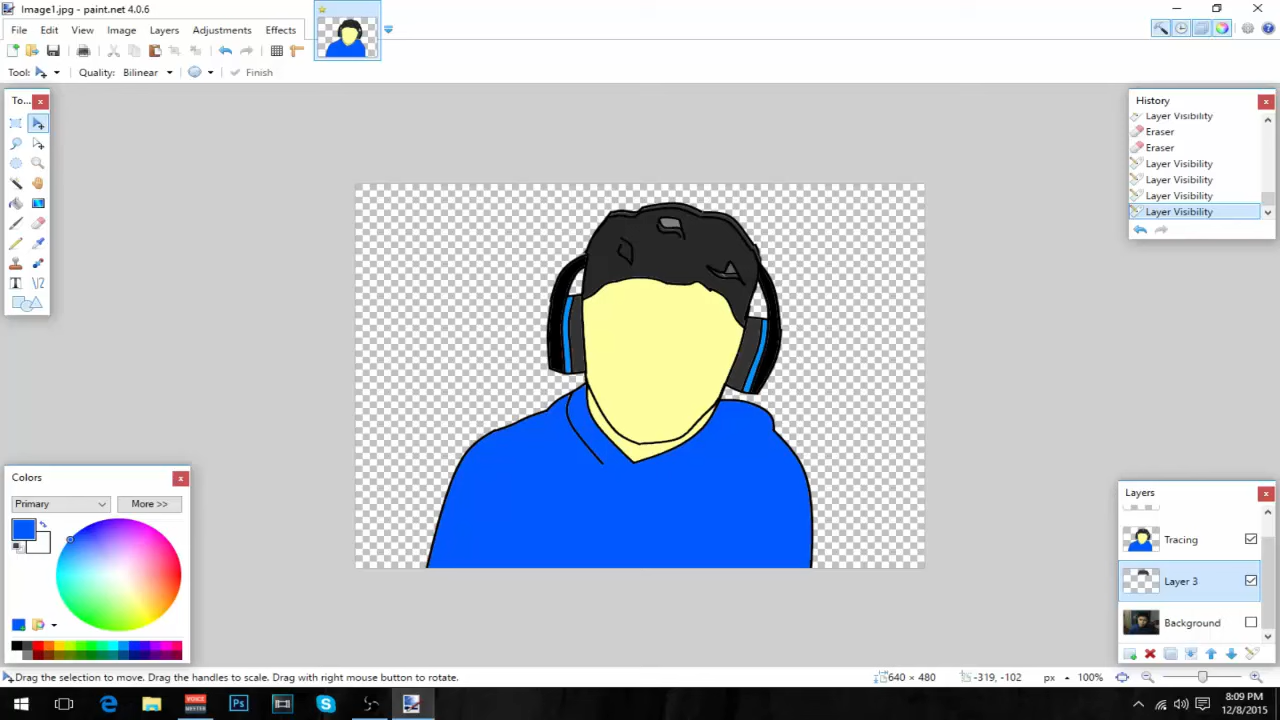 Image1.jpg - paint.net 4.0.6
File Edit View Image Layers Adjustments Effects
Tool: Quality: Bilinear Finish
To...
History
Layer Visibility
Eraser
Eraser
Layer Visibility
Layer Visibility
Layer Visibility
Layer Visibility
Colors
Primary More >>
Layers
Tracing
Layer 3
Background
Drag the selection to move. Drag the handles to scale. Drag with right mouse button to rotate.
640 × 480 -319, -102 px 100%
VOICE
Ps
8:09 PM
12/8/2015